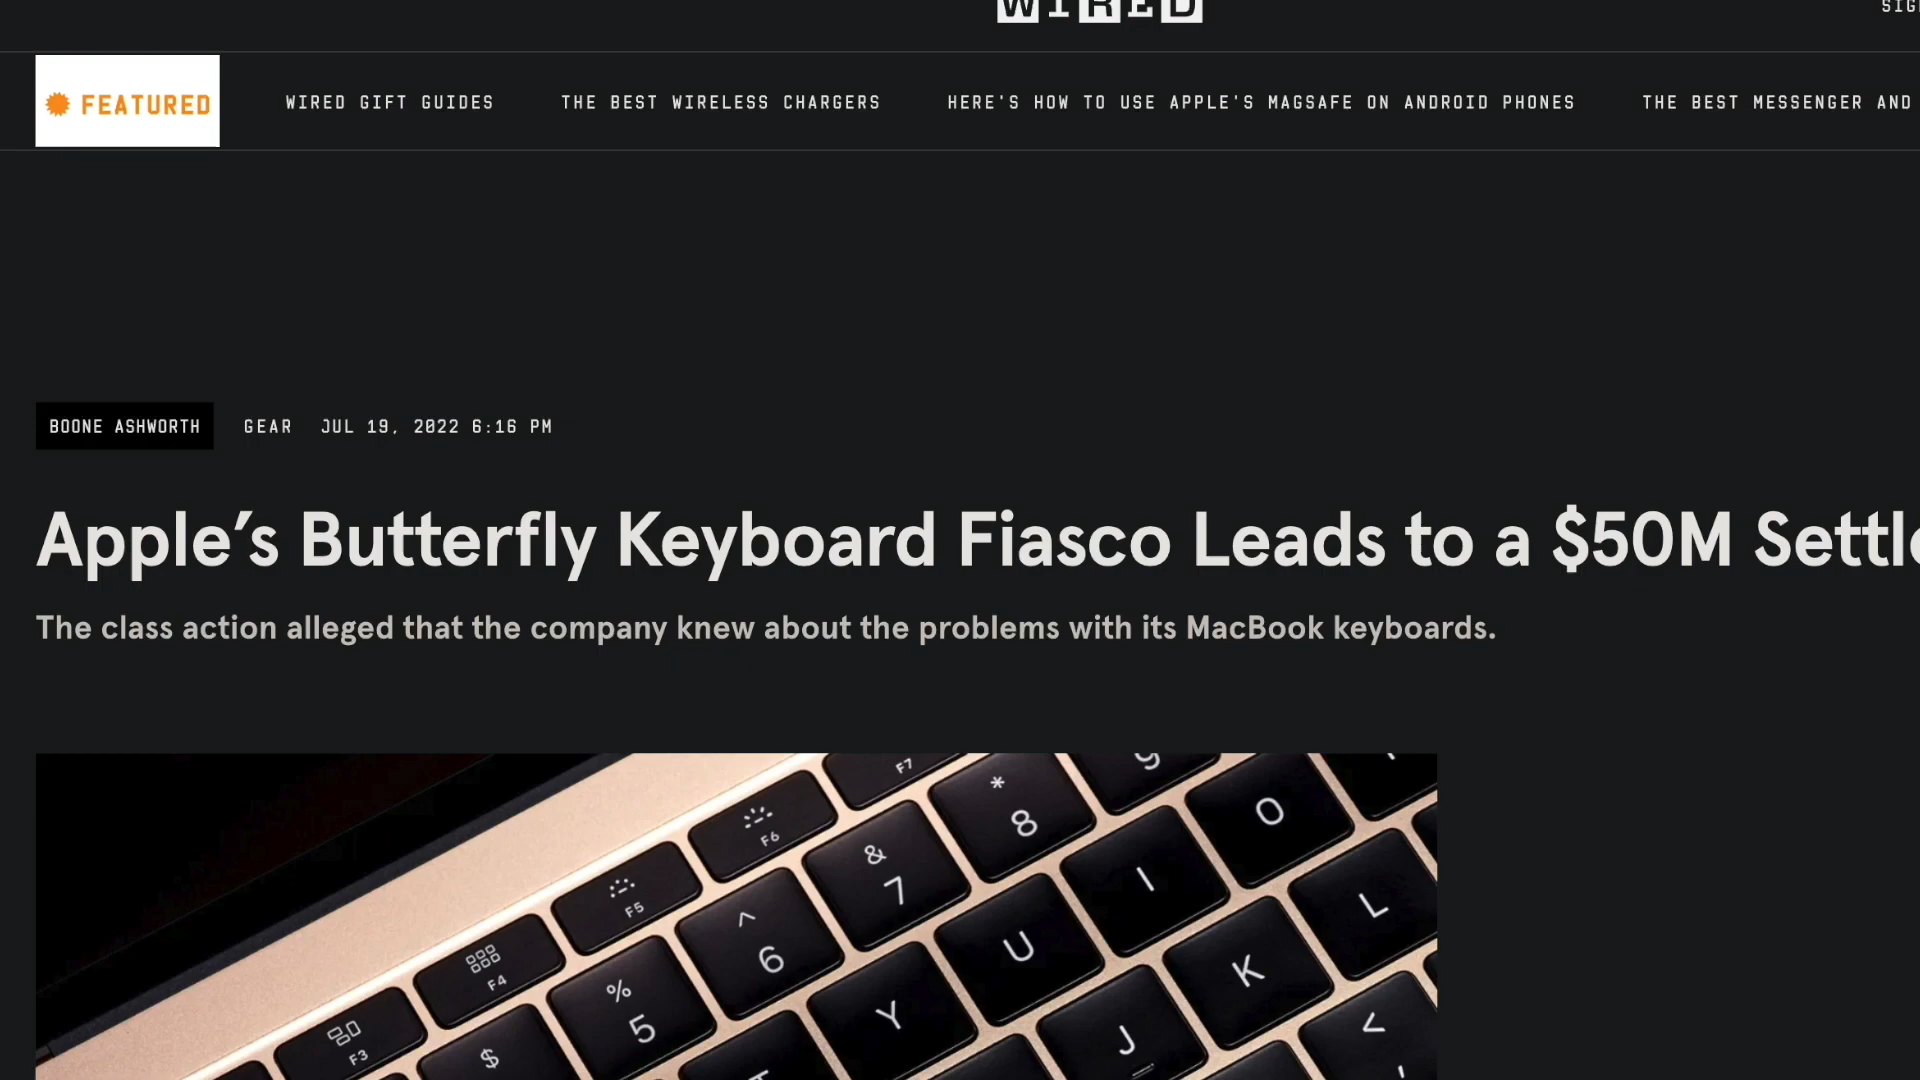 WIRED
FEATURED
WIRED GIFT GUIDES
THE BEST WIRELESS CHARGERS
HERE'S HOW TO USE APPLE'S MAGSAFE ON ANDROID PHONES
THE BEST MESSENGER AND
BOONE ASHWORTH
GEAR
JUL 19, 2022 6:16 PM
Apple’s Butterfly Keyboard Fiasco Leads to a $50M
The class action alleged that the company knew about the problems with its MacBook keyboards.
F7
* 8
9
O
F6
& 7
I
L
F5
^ 6
U
K
<
F4
% 5
Y
J
F3
$